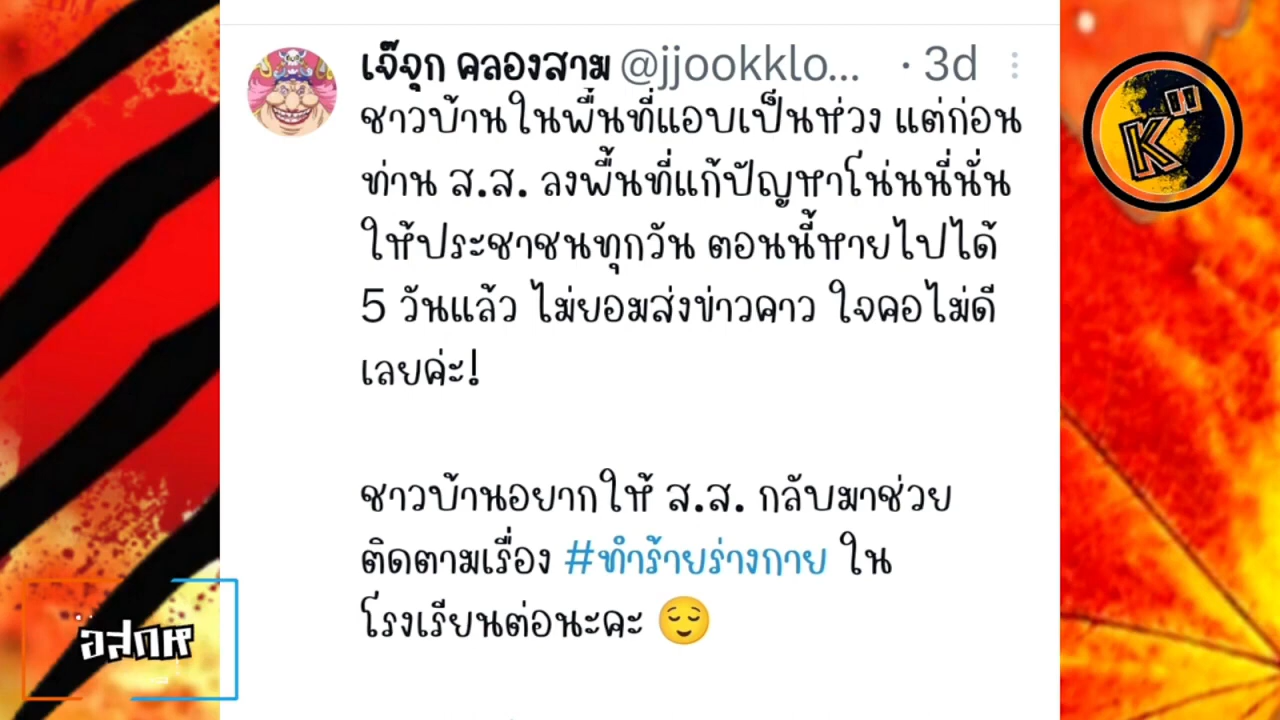 เจ๊จุก คลองสาม @jjookklo... · 3d
ชาวบ้านในพื้นที่แอบเป็นห่วง แต่ก่อน
ท่าน ส.ส. ลงพื้นที่แก้ปัญหาโน่นนี่นั่น
ให้ประชาชนทุกวัน ตอนนี้หายไปได้
5 วันแล้ว ไม่ยอมส่งข่าวคาว ใจคอไม่ดี
เลยค่ะ!
ชาวบ้านอยากให้ ส.ส. กลับมาช่วย
ติดตามเรื่อง #ทำร้ายร่างกาย ใน
โรงเรียนต่อนะคะ 😌
K"
อสกห